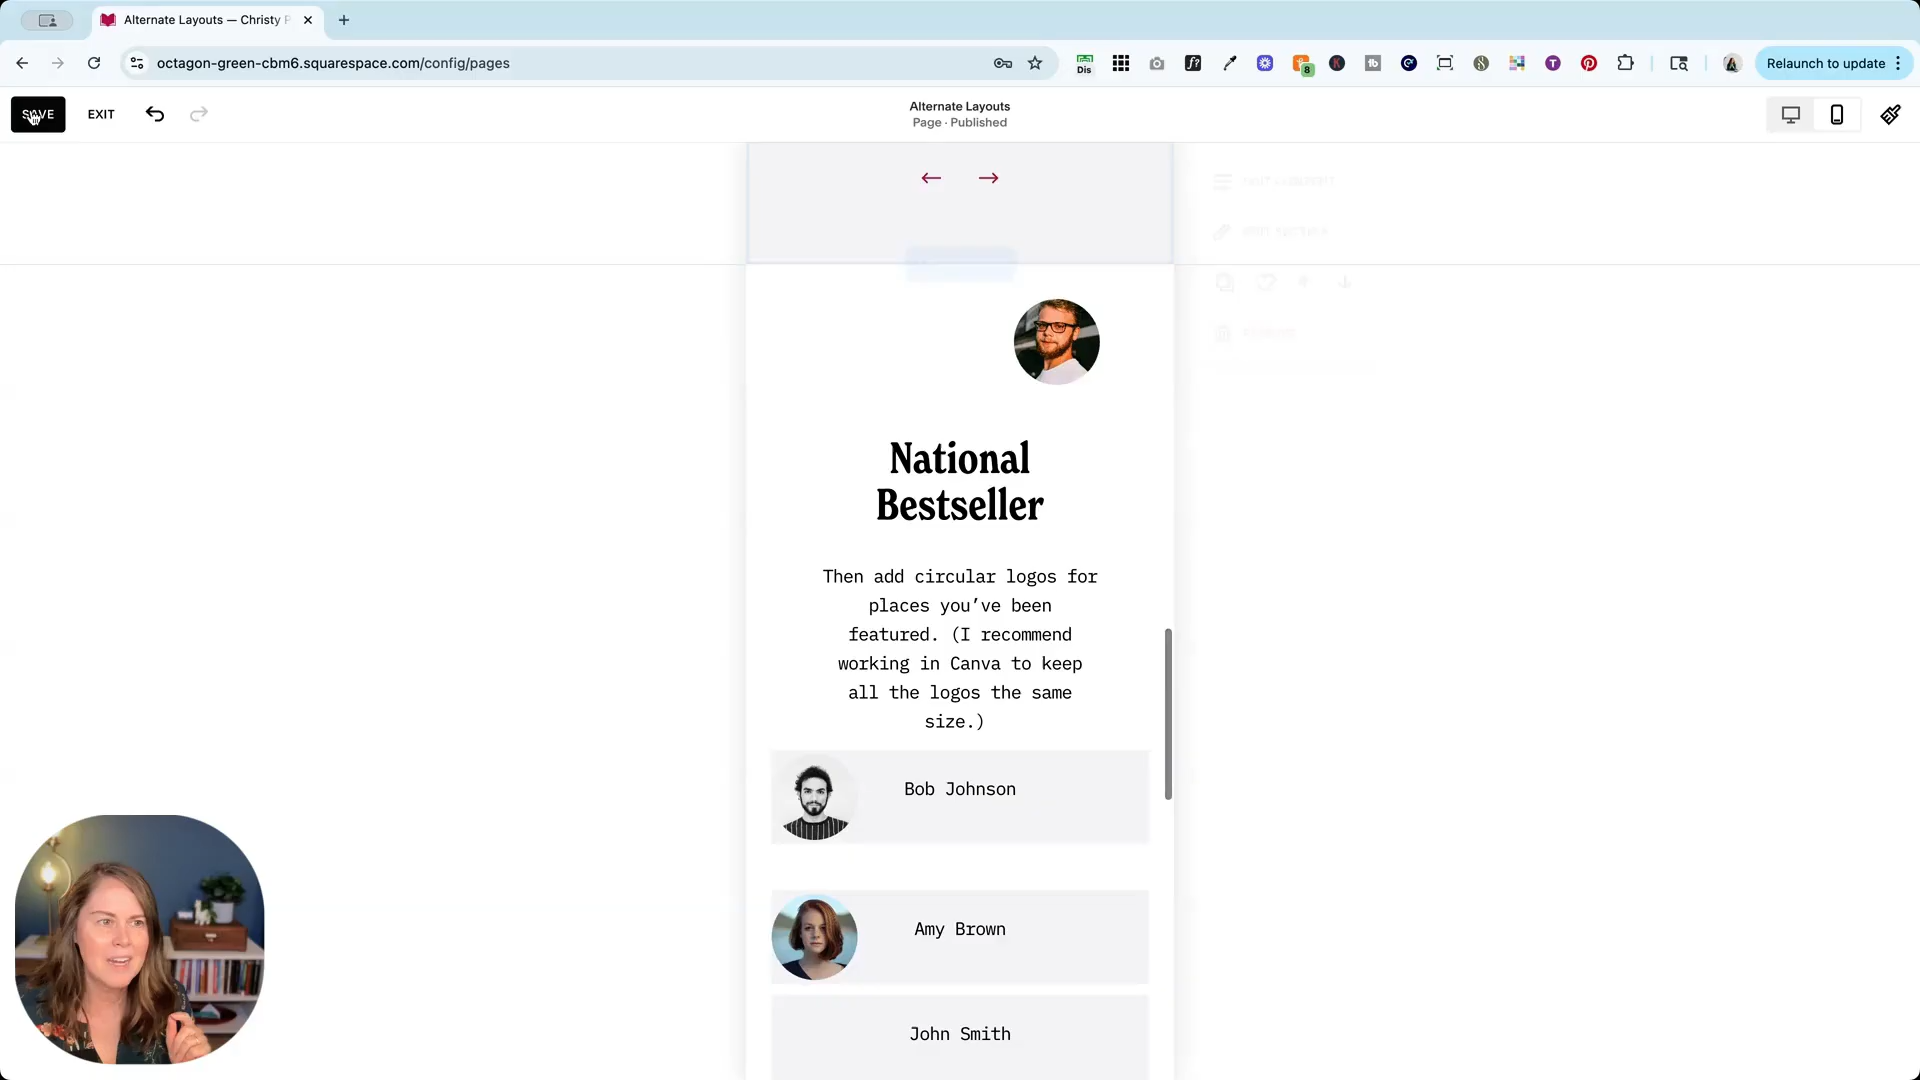 Alternate Layouts — Christy P
octagon-green-cbm6.squarespace.com/config/pages
Dis
8
Relaunch to update
SAVE
EXIT
Alternate Layouts
Page · Published
National
Bestseller
Then add circular logos for
places you’ve been
featured. (I recommend
working in Canva to keep
all the logos the same
size.)
Bob Johnson
Amy Brown
John Smith